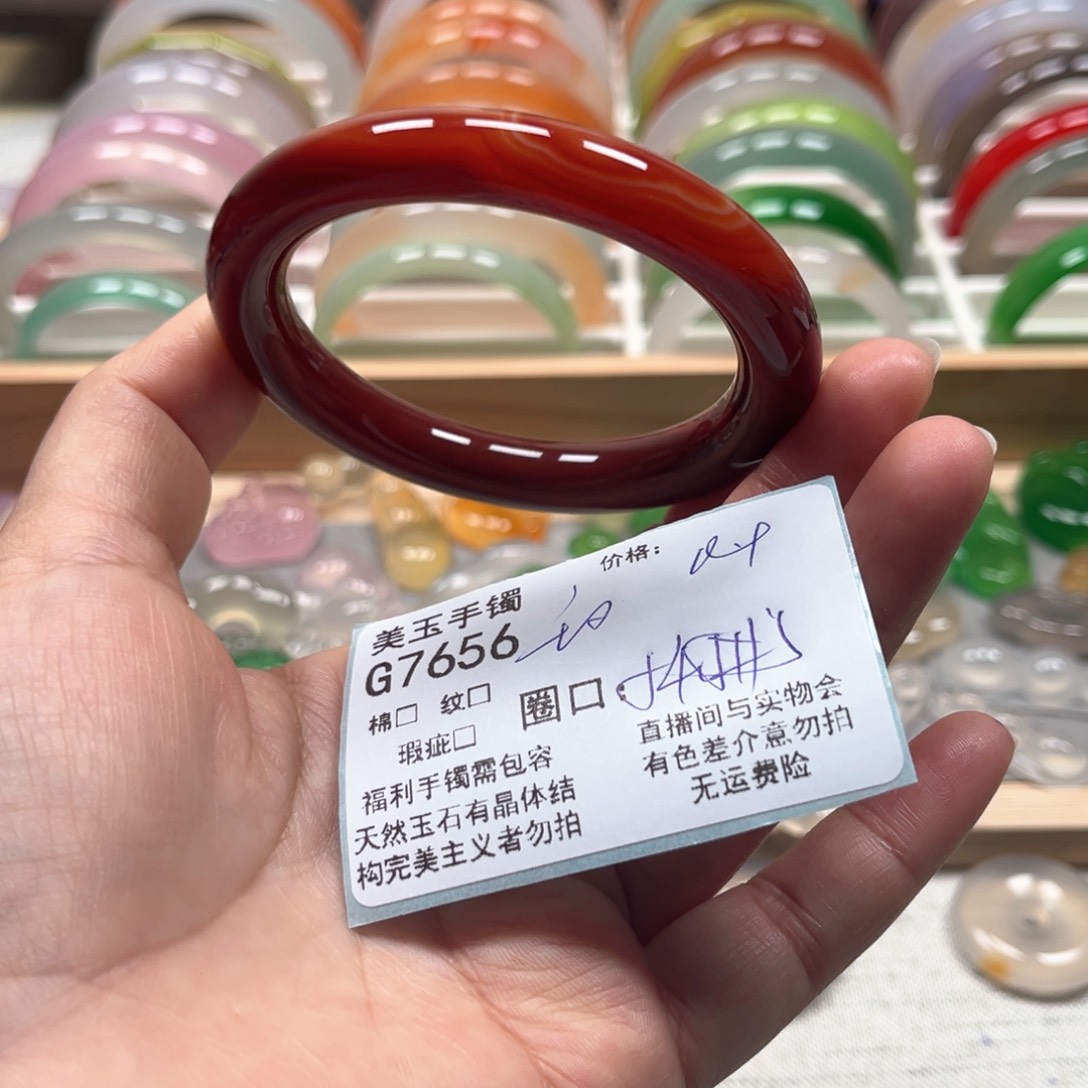 价格：
美玉手镯
G7656
棉□ 纹□
瑕疵□
圈口：
福利手镯需包容
天然玉石有晶体结
构完美主义者勿拍
直播间与实物会
有色差介意勿拍
无运费险